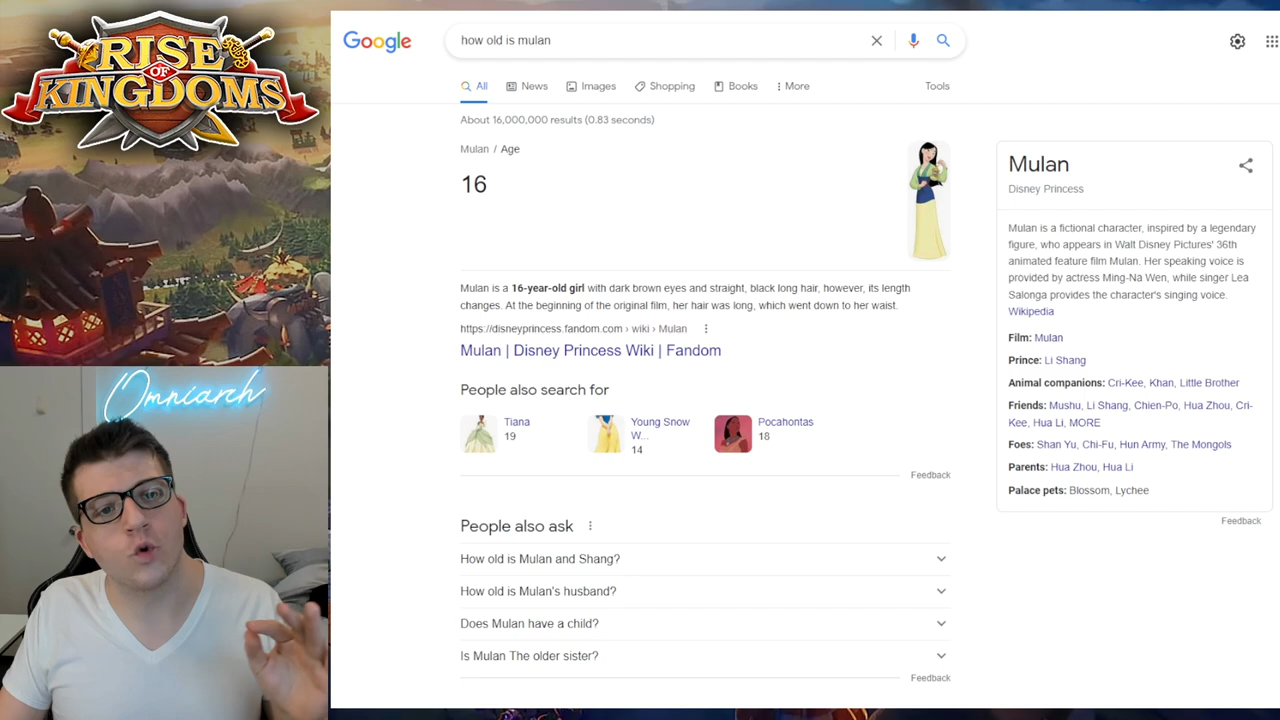 RISE
OF
KINGDOMS
Omniarch
Google
how old is mulan
All
News
Images
Shopping
Books
More
Tools
About 16,000,000 results (0.83 seconds)
Mulan / Age
16
Mulan is a 16-year-old girl with dark brown eyes and straight, black long hair, however, its length
changes. At the beginning of the original film, her hair was long, which went down to her waist.
https://disneyprincess.fandom.com › wiki › Mulan
Mulan | Disney Princess Wiki | Fandom
People also search for
Tiana
19
Young Snow
W...
14
Pocahontas
18
Feedback
People also ask
How old is Mulan and Shang?
How old is Mulan's husband?
Does Mulan have a child?
Is Mulan The older sister?
Feedback
Mulan
Disney Princess
Mulan is a fictional character, inspired by a legendary
figure, who appears in Walt Disney Pictures' 36th
animated feature film Mulan. Her speaking voice is
provided by actress Ming-Na Wen, while singer Lea
Salonga provides the character's singing voice.
Wikipedia
Film: Mulan
Prince: Li Shang
Animal companions: Cri-Kee, Khan, Little Brother
Friends: Mushu, Li Shang, Chien-Po, Hua Zhou, Cri-
Kee, Hua Li, MORE
Foes: Shan Yu, Chi-Fu, Hun Army, The Mongols
Parents: Hua Zhou, Hua Li
Palace pets: Blossom, Lychee
Feedback